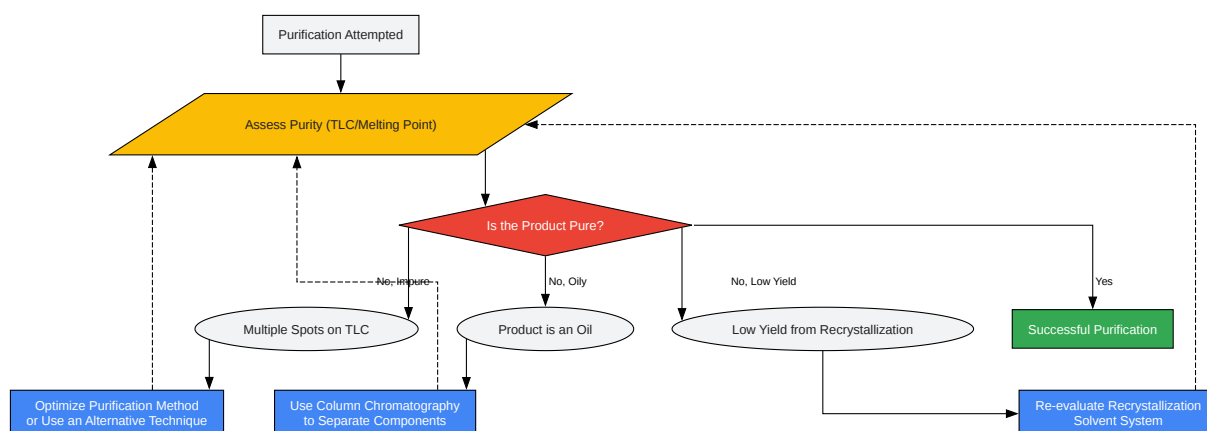 Purification Attempted
Assess Purity (TLC/Melting Point)
Is the Product Pure?
No, Impure
No, Oily
No, Low Yield
Yes
Multiple Spots on TLC
Product is an Oil
Low Yield from Recrystallization
Successful Purification
Optimize Purification Method
or Use an Alternative Technique
Use Column Chromatography
to Separate Components
Re-evaluate Recrystallization
Solvent System